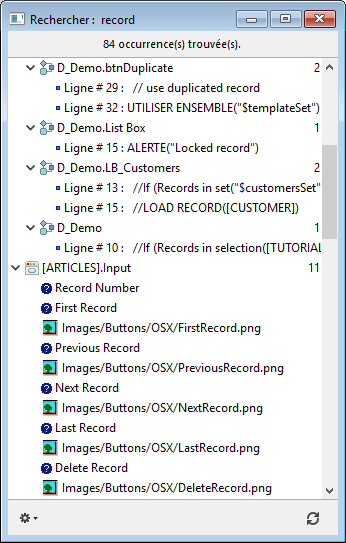 Rechercher : record
84 occurrence(s) trouvée(s).
D_Demo.btnDuplicate 2
Ligne # 29 : // use duplicated record
Ligne # 32 : UTILISER ENSEMBLE("$templateSet")
D_Demo.List Box 1
Ligne # 15 : ALERTE("Locked record")
D_Demo.LB_Customers 2
Ligne # 13 : //If (Records in set("$customersSet"
Ligne # 15 : //LOAD RECORD([CUSTOMER])
D_Demo 1
Ligne # 10 : //If (Records in selection([TUTORIAL
[ARTICLES].Input 11
Record Number
First Record
Images/Buttons/OSX/FirstRecord.png
Previous Record
Images/Buttons/OSX/PreviousRecord.png
Next Record
Images/Buttons/OSX/NextRecord.png
Last Record
Images/Buttons/OSX/LastRecord.png
Delete Record
Images/Buttons/OSX/DeleteRecord.png